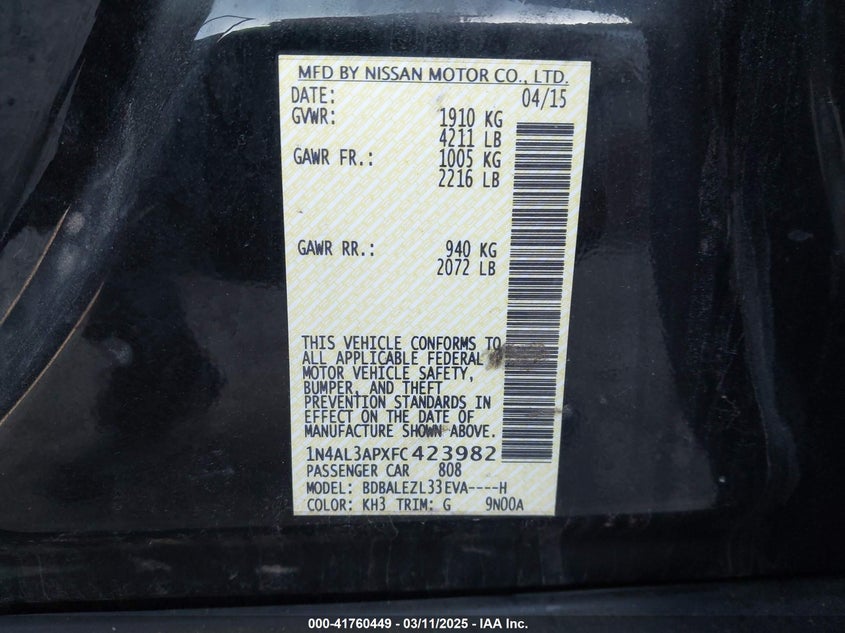 MFD BY NISSAN MOTOR CO., LTD.
DATE: 04/15
GVWR: 1910 KG
4211 LB
GAWR FR.: 1005 KG
2216 LB
GAWR RR.: 940 KG
2072 LB
THIS VEHICLE CONFORMS TO
ALL APPLICABLE FEDERAL
MOTOR VEHICLE SAFETY,
BUMPER, AND THEFT
PREVENTION STANDARDS IN
EFFECT ON THE DATE OF
MANUFACTURE SHOWN ABOVE.
1N4AL3APXFC423982
PASSENGER CAR 808
MODEL: BDBALEZL33EVA----H
COLOR: KH3 TRIM: G 9N00A
000-41760449 - 03/11/2025 - IAA Inc.